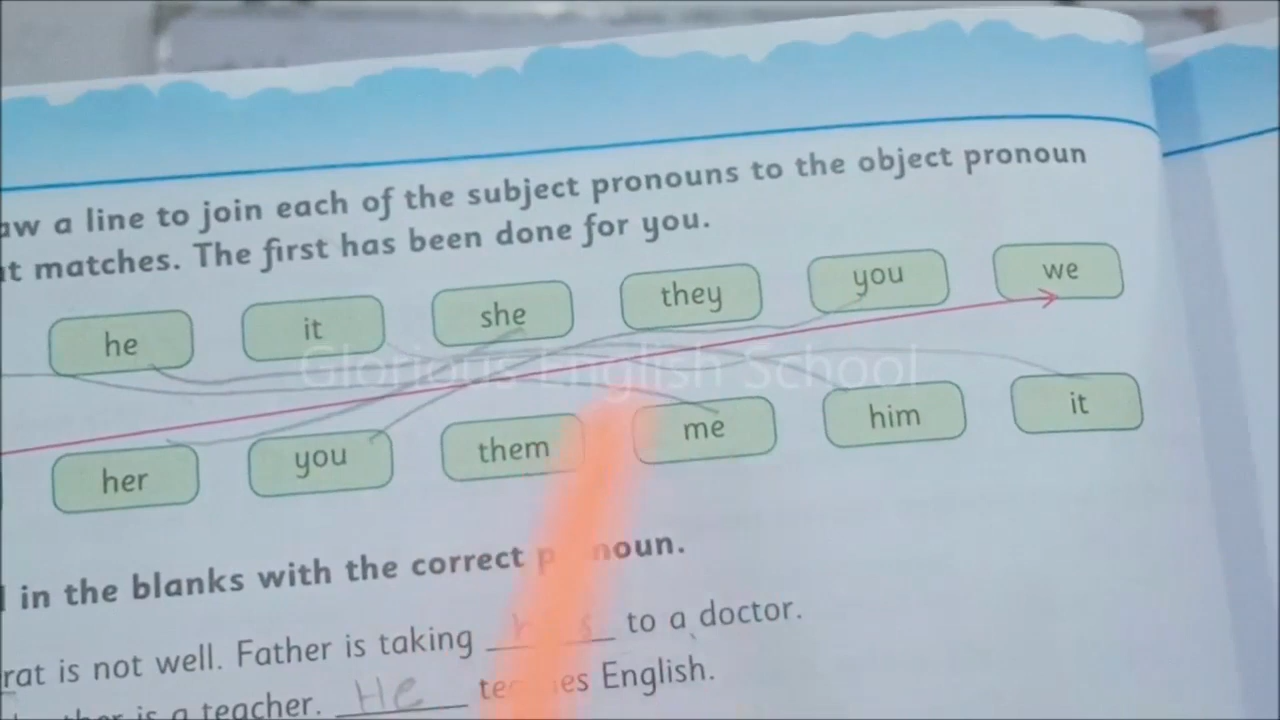 aw a line to join each of the subject pronouns to the object pronoun
t matches. The first has been done for you.
he it she they you we
Glorious English School
her you them me him it
in the blanks with the correct p noun.
rat is not well. Father is taking to a doctor.
her is a teacher. He te es English.